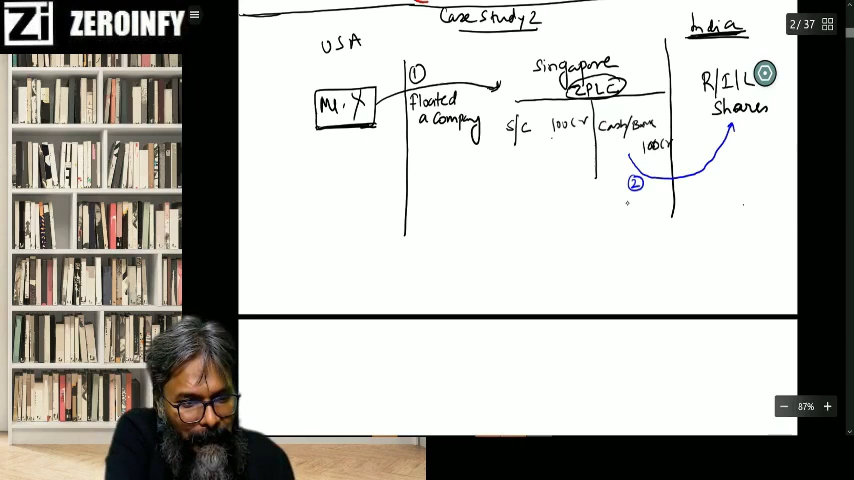 Zi ZEROINFY
Case Study 2
2/37
USA
India
Singapore
ZPLC
①
Mr. X
floated
a company
R/I/L
Shares
S/C 100Cr
Cash/Bank
100Cr
②
87%